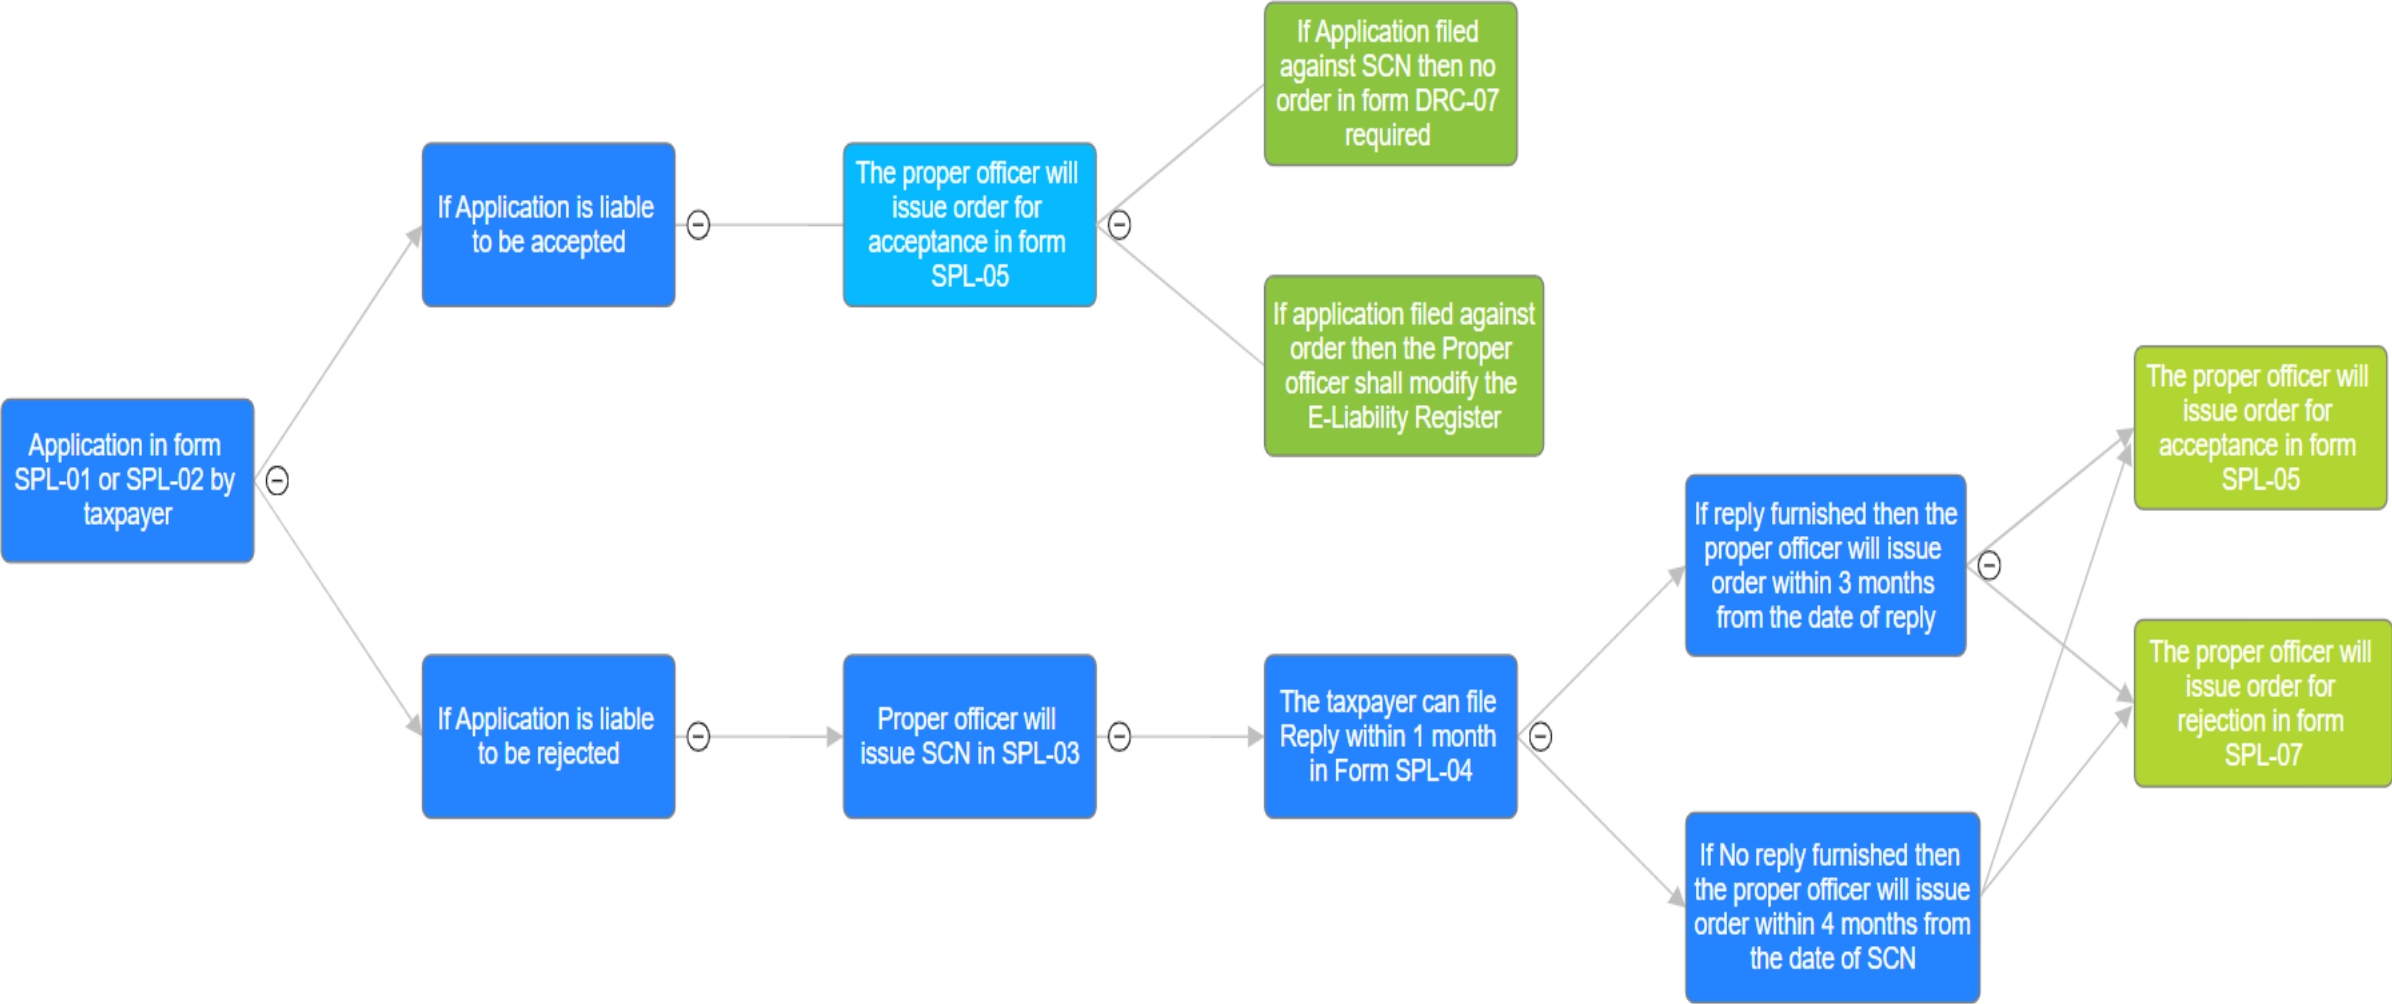 Application in form
SPL-01 or SPL-02 by
taxpayer
If Application is liable
to be accepted
The proper officer will
issue order for
acceptance in form
SPL-05
If Application filed
against SCN then no
order in form DRC-07
required
If application filed against
order then the Proper
officer shall modify the
E-Liability Register
If Application is liable
to be rejected
Proper officer will
issue SCN in SPL-03
The taxpayer can file
Reply within 1 month
in Form SPL-04
If reply furnished then the
proper officer will issue
order within 3 months
from the date of reply
If No reply furnished then
the proper officer will issue
order within 4 months from
the date of SCN
The proper officer will
issue order for
acceptance in form
SPL-05
The proper officer will
issue order for
rejection in form
SPL-07